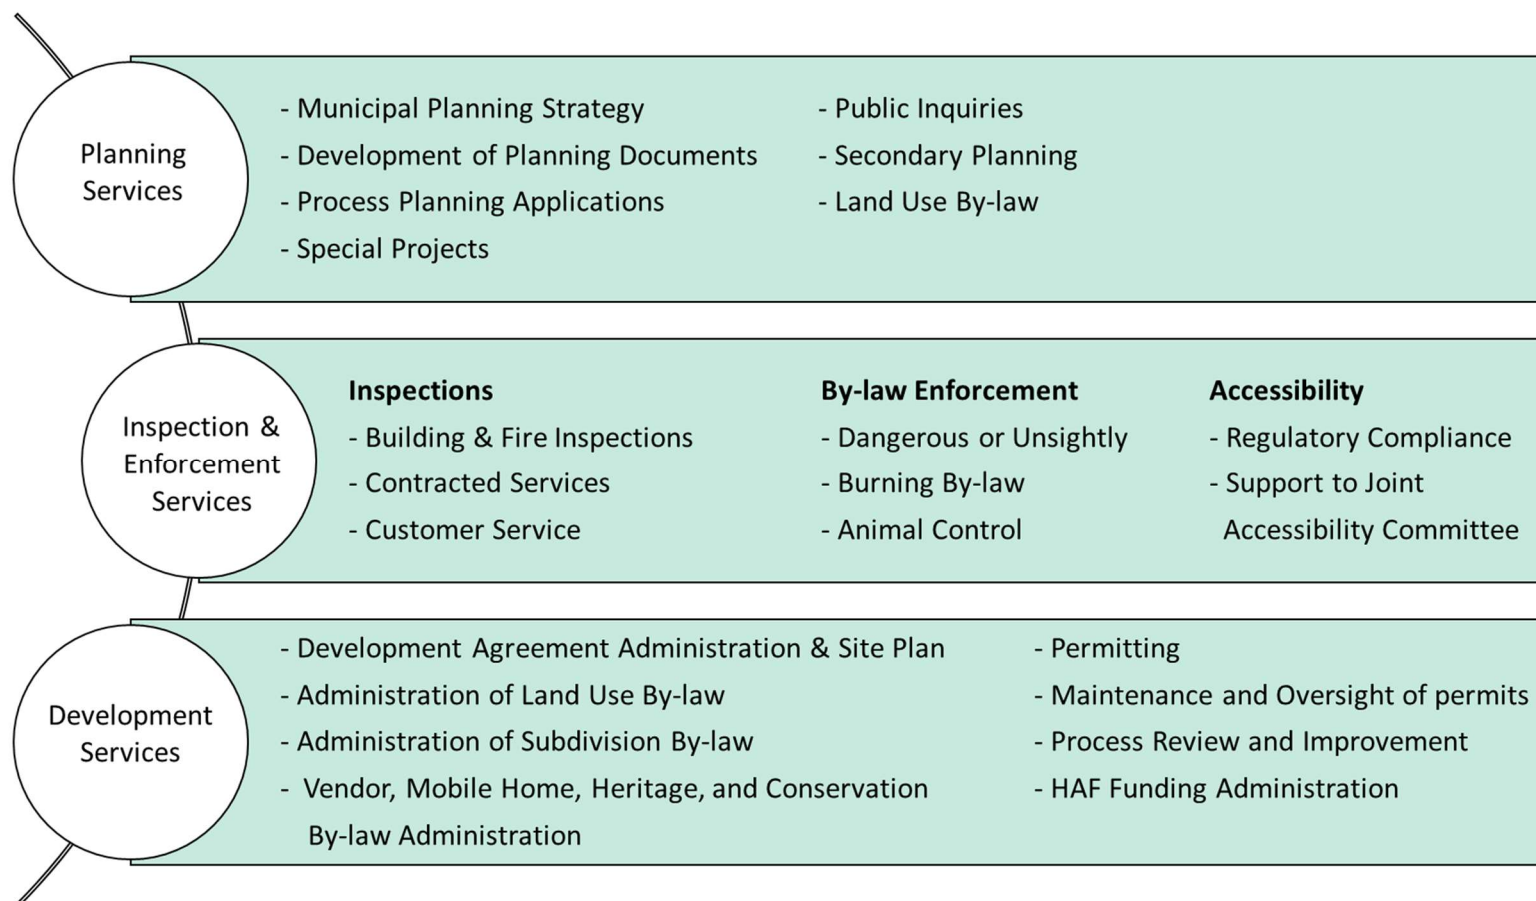 Planning
Services
- Municipal Planning Strategy
- Development of Planning Documents
- Process Planning Applications
- Special Projects
- Public Inquiries
- Secondary Planning
- Land Use By-law
Inspection &
Enforcement
Services
Inspections
- Building & Fire Inspections
- Contracted Services
- Customer Service
By-law Enforcement
- Dangerous or Unsightly
- Burning By-law
- Animal Control
Accessibility
- Regulatory Compliance
- Support to Joint
Accessibility Committee
Development
Services
- Development Agreement Administration & Site Plan
- Administration of Land Use By-law
- Administration of Subdivision By-law
- Vendor, Mobile Home, Heritage, and Conservation
By-law Administration
- Permitting
- Maintenance and Oversight of permits
- Process Review and Improvement
- HAF Funding Administration